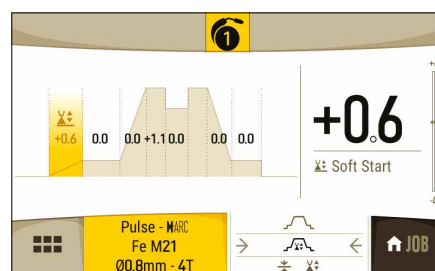 1
+0.6 0.0 0.0 +1.1 0.0 0.0 0.0
+0.6
Soft Start
Pulse - MARC
Fe M21
Ø0.8mm - 4T
JOB